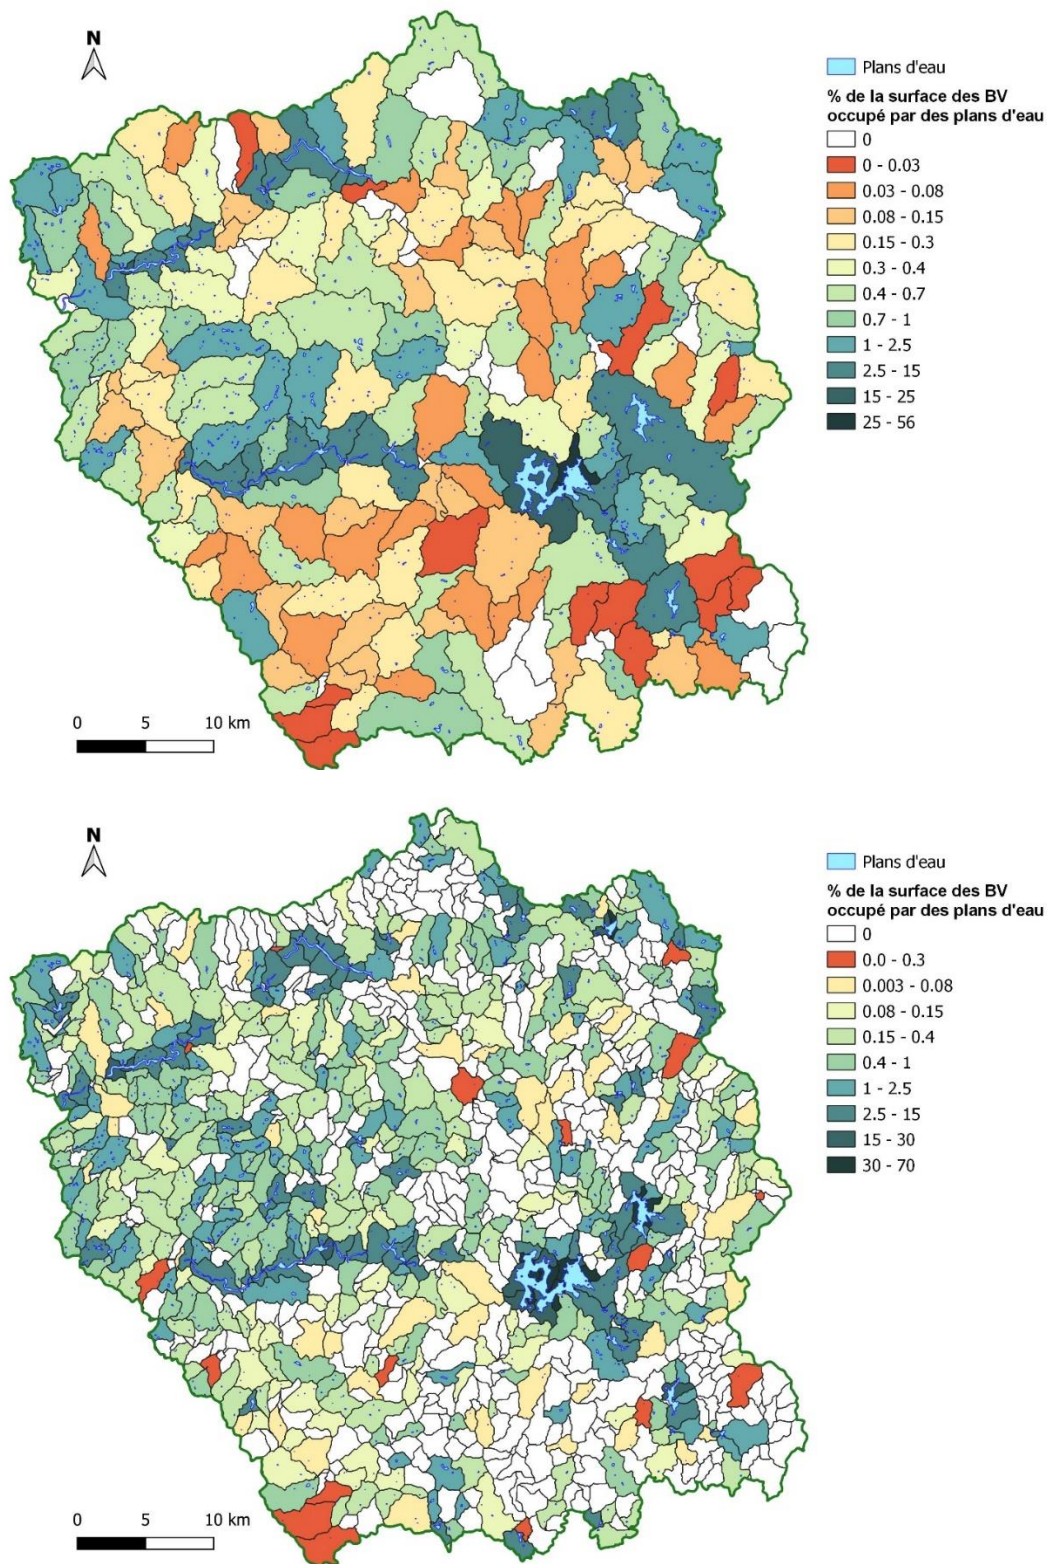 N
Plans d'eau
% de la surface des BV
occupé par des plans d'eau
0
0 - 0.03
0.03 - 0.08
0.08 - 0.15
0.15 - 0.3
0.3 - 0.4
0.4 - 0.7
0.7 - 1
1 - 2.5
2.5 - 15
15 - 25
25 - 56
0 5 10 km
N
Plans d'eau
% de la surface des BV
occupé par des plans d'eau
0
0.0 - 0.3
0.003 - 0.08
0.08 - 0.15
0.15 - 0.4
0.4 - 1
1 - 2.5
2.5 - 15
15 - 30
30 - 70
0 5 10 km